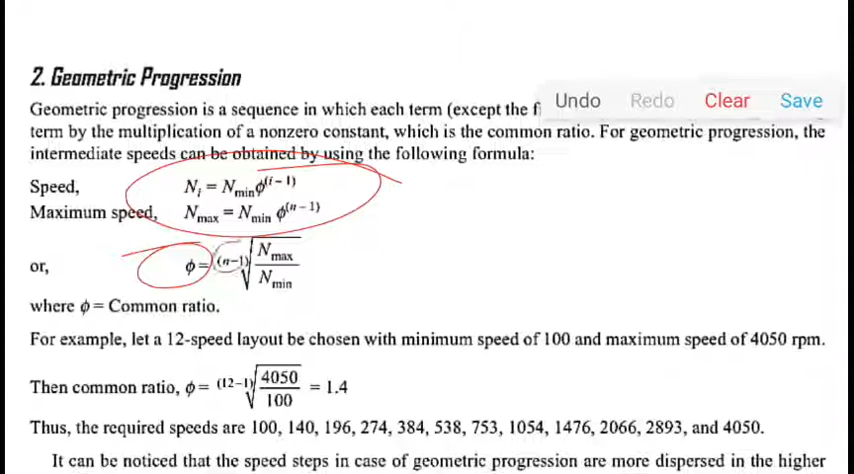 2. Geometric Progression
Geometric progression is a sequence in which each term (except the
Undo Redo Clear Save
term by the multiplication of a nonzero constant, which is the common ratio. For geometric progression, the
intermediate speeds can be obtained by using the following formula:
Speed, Nᵢ = Nmin ϕ^(i − 1)
Maximum speed, Nmax = Nmin ϕ^(n − 1)
or, ϕ = (n−1)√(Nmax/Nmin)
where ϕ = Common ratio.
For example, let a 12-speed layout be chosen with minimum speed of 100 and maximum speed of 4050 rpm.
Then common ratio, ϕ = (12−1)√(4050/100) = 1.4
Thus, the required speeds are 100, 140, 196, 274, 384, 538, 753, 1054, 1476, 2066, 2893, and 4050.
It can be noticed that the speed steps in case of geometric progression are more dispersed in the higher